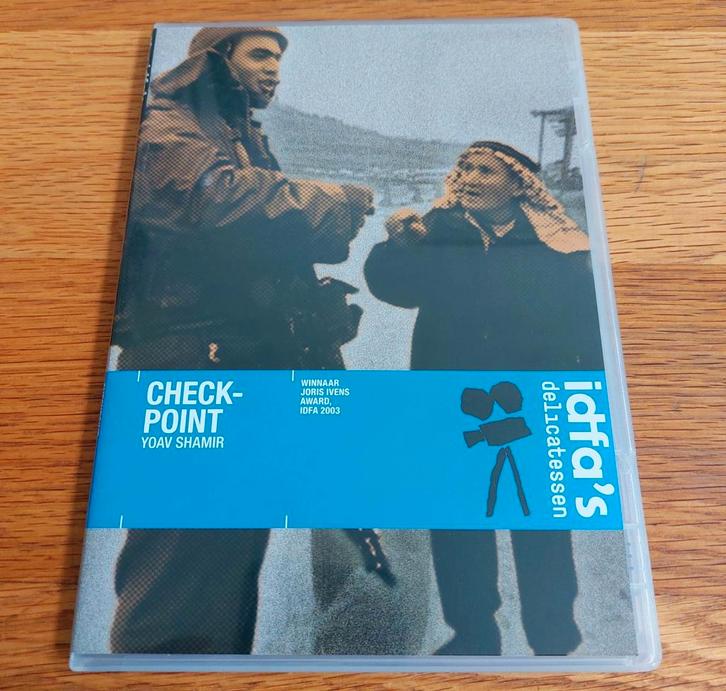 CHECK-
POINT
YOAV SHAMIR
WINNAAR
JORIS IVENS
AWARD,
IDFA 2003
idfa's
delicatessen